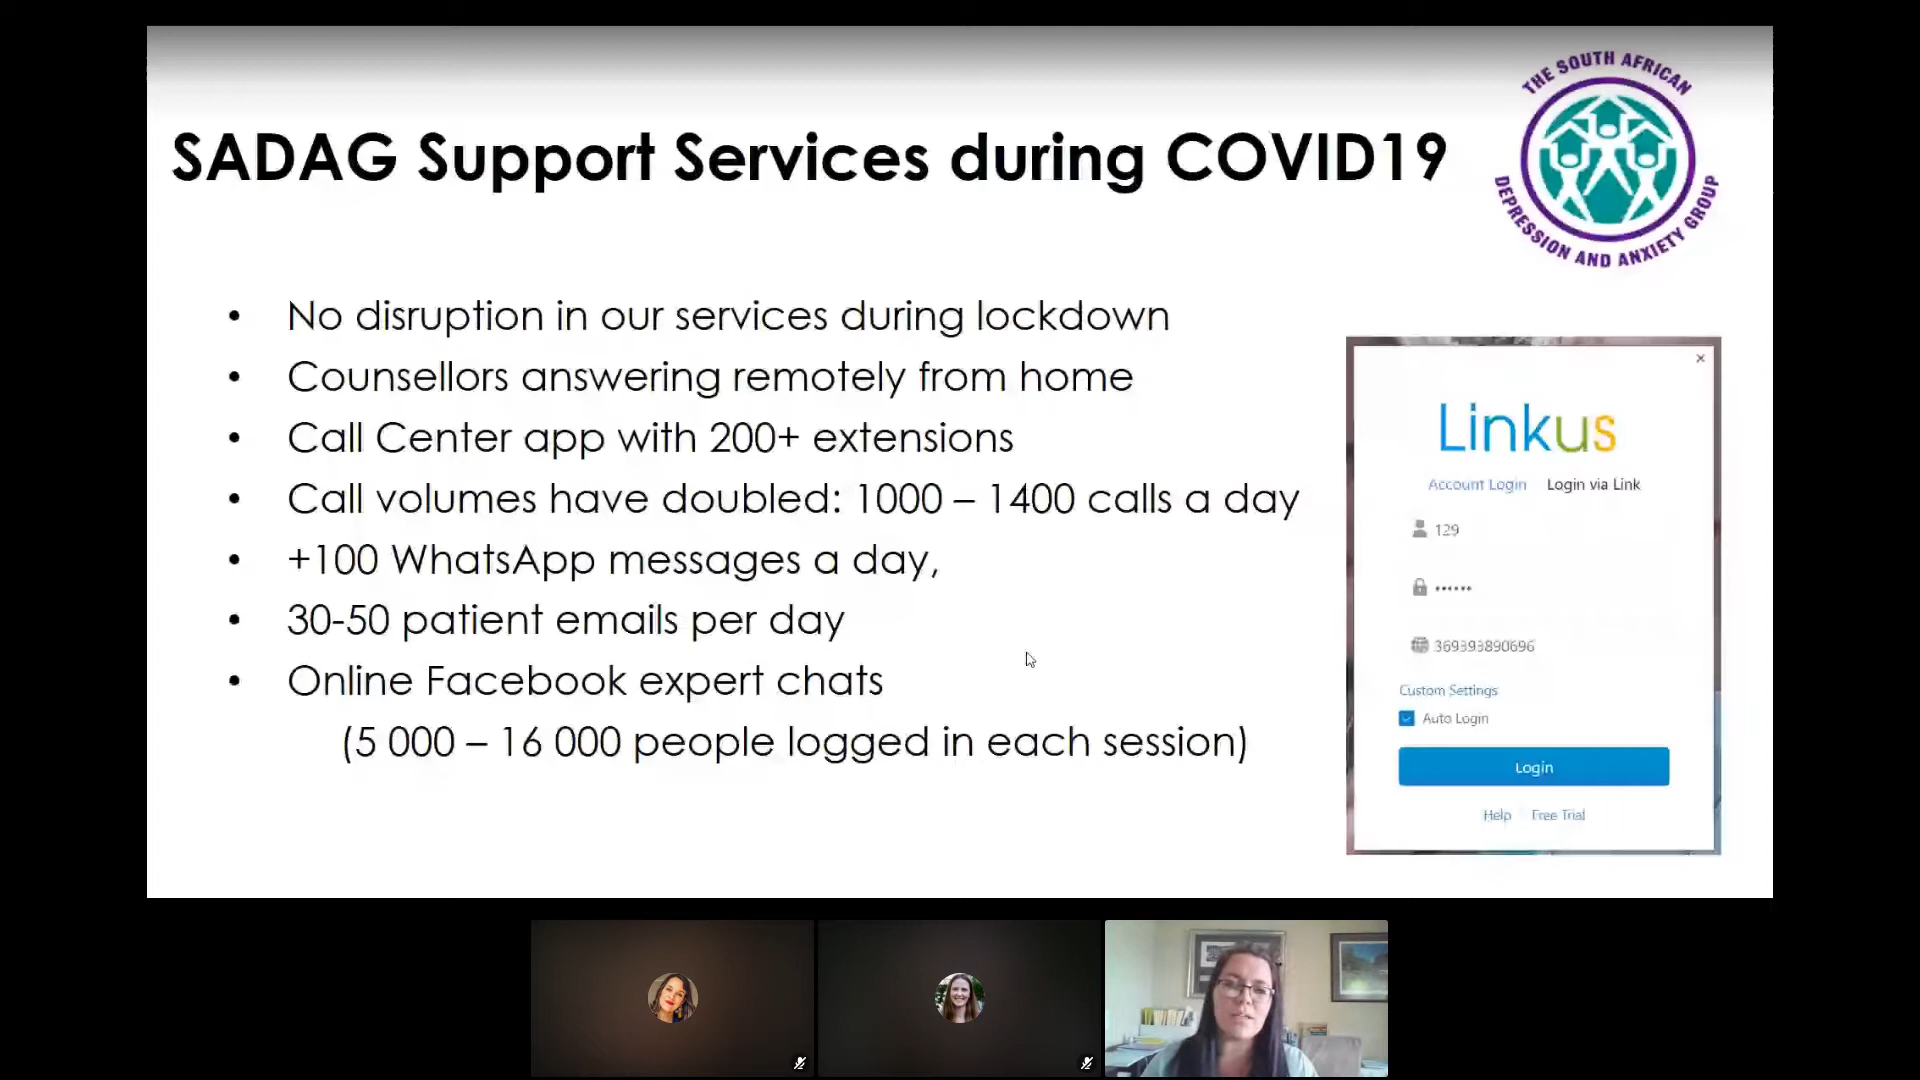 THE SOUTH AFRICAN
DEPRESSION AND ANXIETY GROUP
SADAG Support Services during COVID19
• No disruption in our services during lockdown
• Counsellors answering remotely from home
• Call Center app with 200+ extensions
• Call volumes have doubled: 1000 – 1400 calls a day
• +100 WhatsApp messages a day,
• 30-50 patient emails per day
• Online Facebook expert chats
(5 000 – 16 000 people logged in each session)
Linkus
Account Login Login via Link
129
••••••
369393890696
Custom Settings
Auto Login
Login
Help Free Trial